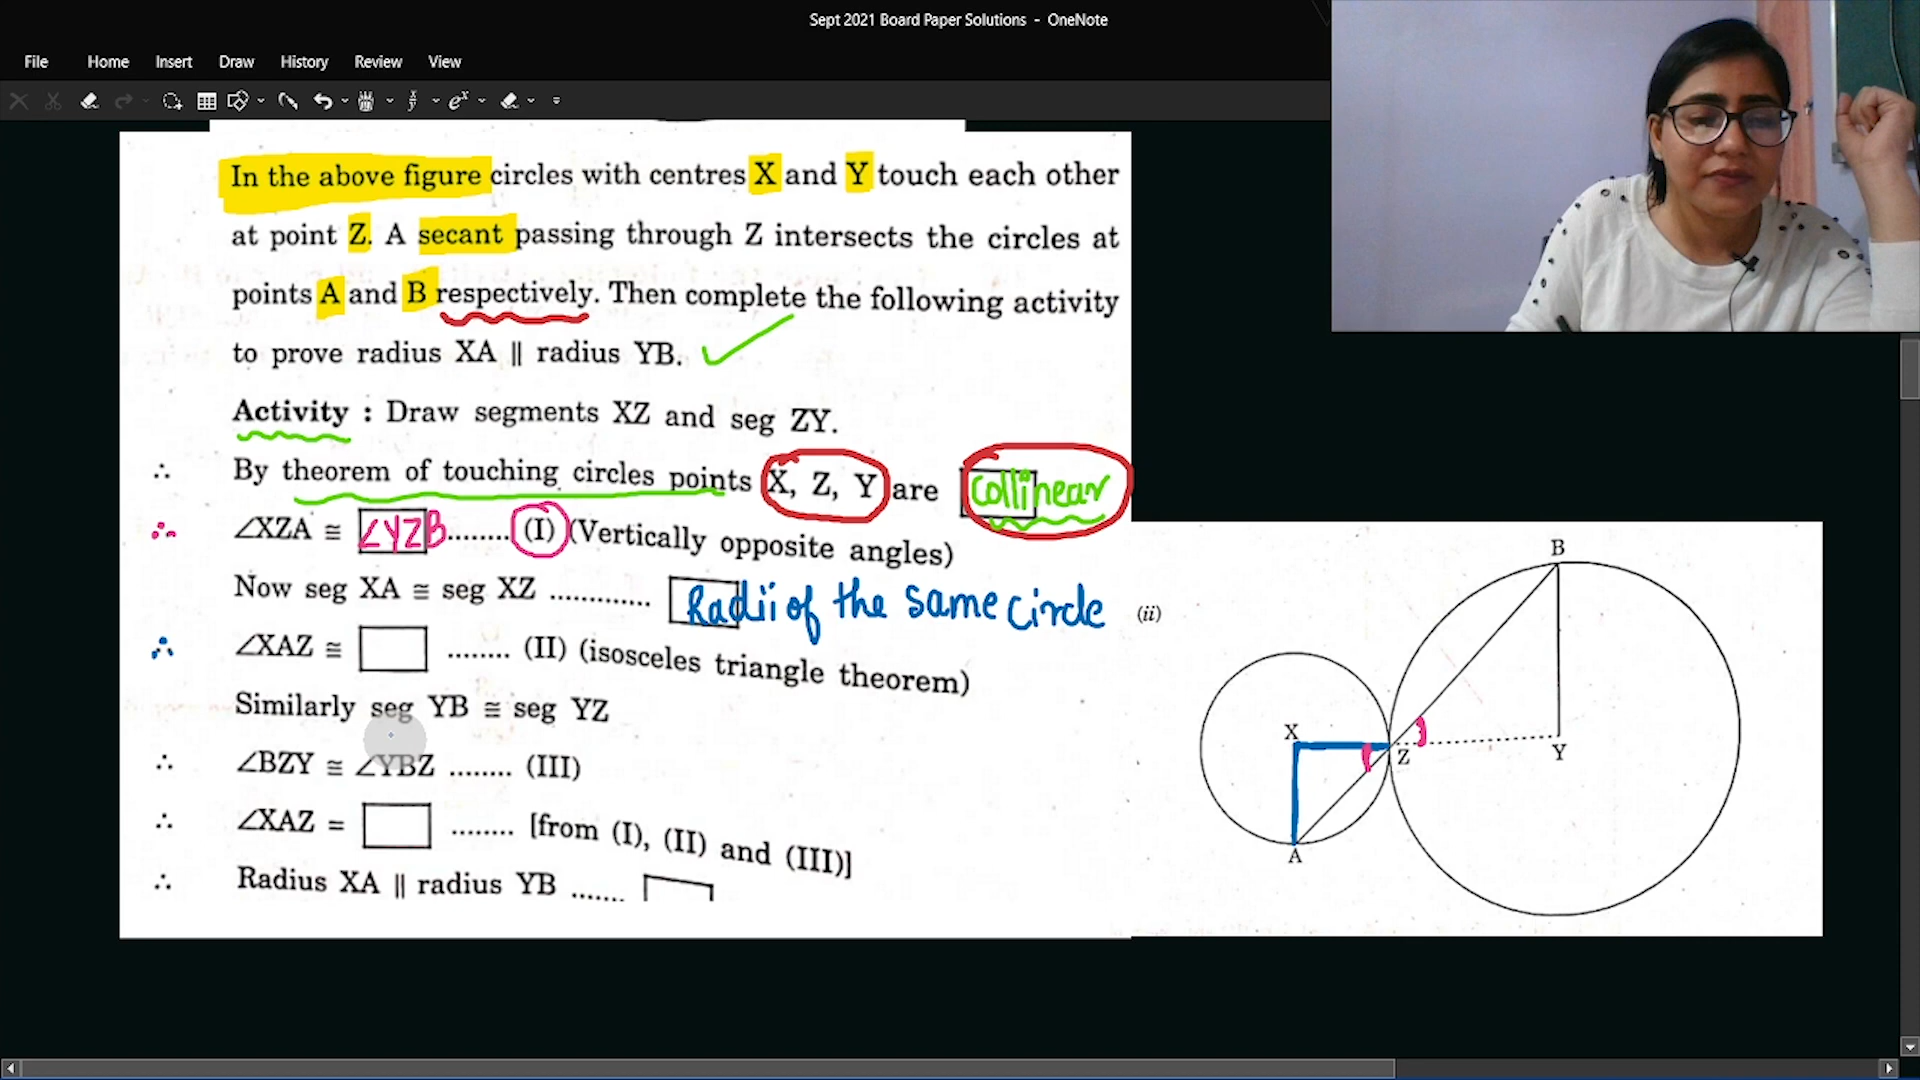 Sept 2021 Board Paper Solutions - OneNote
File Home Insert Draw History Review View
In the above figure circles with centres X and Y touch each other
at point Z. A secant passing through Z intersects the circles at
points A and B respectively. Then complete the following activity
to prove radius XA ∥ radius YB.
Activity : Draw segments XZ and seg ZY.
∴ By theorem of touching circles points X, Z, Y are collinear
∴ ∠XZA ≅ ∠YZB ........ (I) (Vertically opposite angles)
Now seg XA ≅ seg XZ ............. Radii of the same circle
∴ ∠XAZ ≅ ........ (II) (isosceles triangle theorem)
Similarly seg YB ≅ seg YZ
∴ ∠BZY ≅ ∠YBZ ........ (III)
∴ ∠XAZ = ........ [from (I), (II) and (III)]
∴ Radius XA ∥ radius YB .......
(ii)
B
X
Z
Y
A